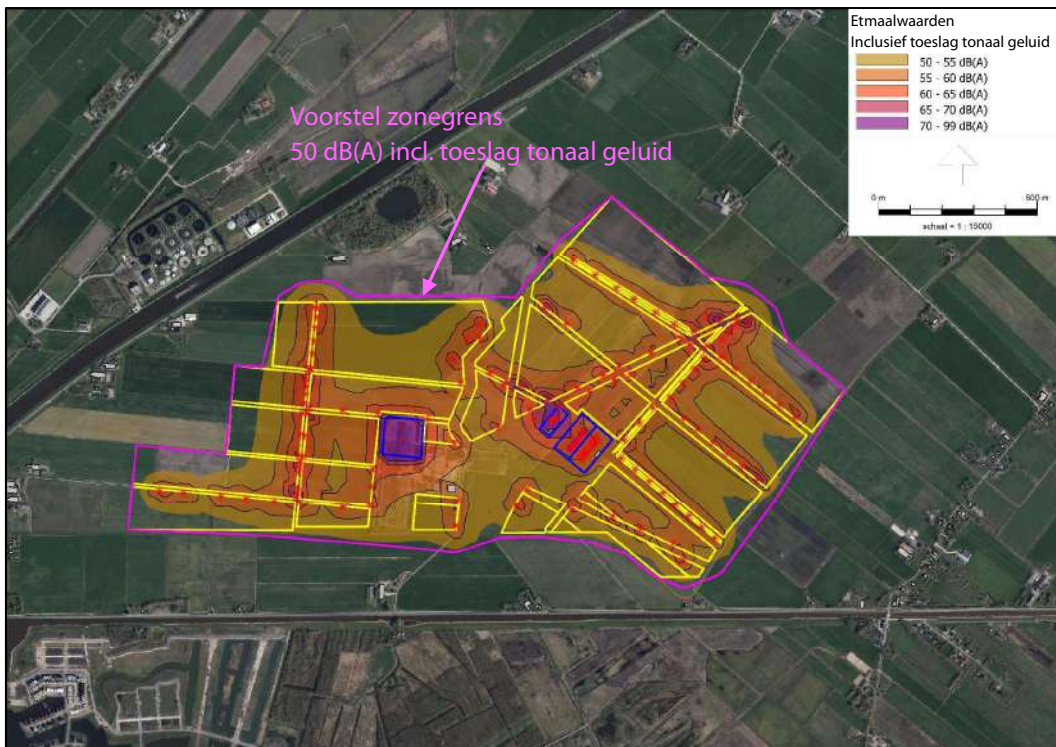 Etmaalwaarden
Inclusief toeslag tonaal geluid
50 - 55 dB(A)
55 - 60 dB(A)
60 - 65 dB(A)
65 - 70 dB(A)
70 - 99 dB(A)
0 m
500 m
schaal = 1 : 15000
Voorstel zonegrens
50 dB(A) incl. toeslag tonaal geluid